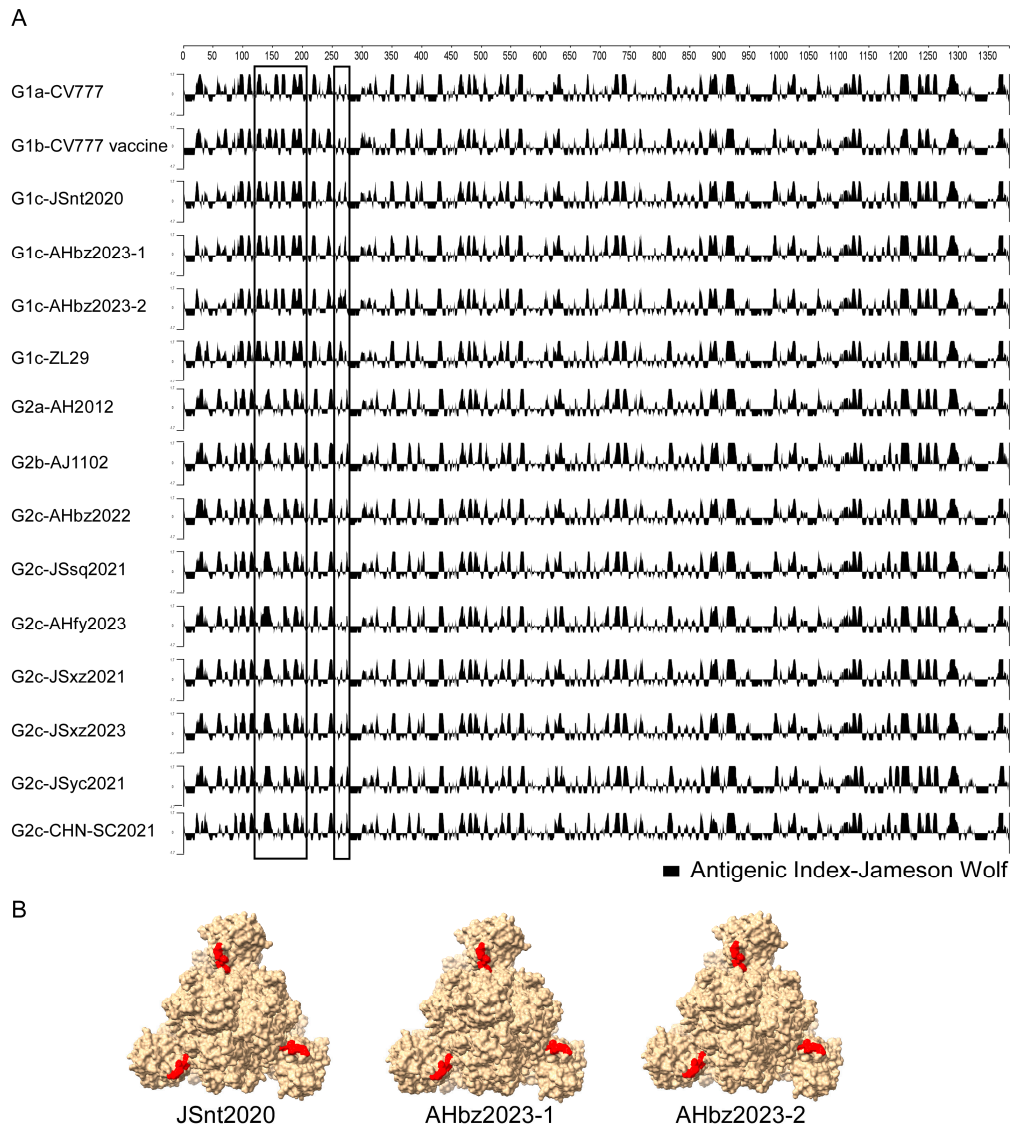 A
0 50 100 150 200 250 300 350 400 450 500 550 600 650 700 750 800 850 900 950 1000 1050 1100 1150 1200 1250 1300 1350
G1a-CV777
G1b-CV777 vaccine
G1c-JSnt2020
G1c-AHbz2023-1
G1c-AHbz2023-2
G1c-ZL29
G2a-AH2012
G2b-AJ1102
G2c-AHbz2022
G2c-JSsq2021
G2c-AHfy2023
G2c-JSxz2021
G2c-JSxz2023
G2c-JSyc2021
G2c-CHN-SC2021
Antigenic Index-Jameson Wolf
B
JSnt2020
AHbz2023-1
AHbz2023-2